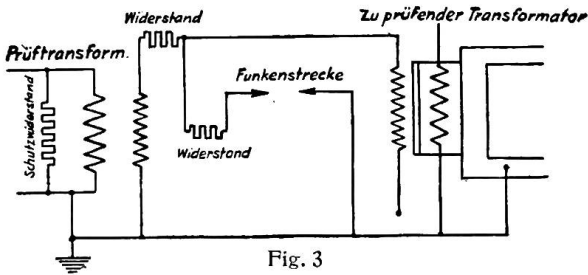 Widerstand
Zu prüfender Transformator
Prüftransform.
Funkenstrecke
Schutzwiderstand
Widerstand
Fig. 3